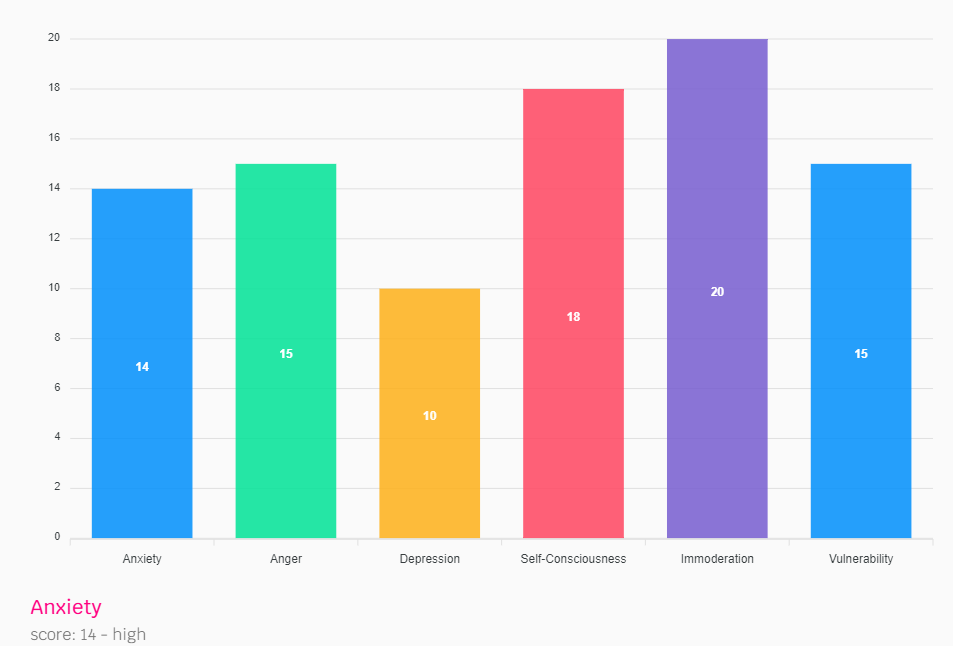 20
18
16
14
12
10
8
6
4
2
0
14
15
10
18
20
15
Anxiety
Anger
Depression
Self-Consciousness
Immoderation
Vulnerability
Anxiety
score: 14 - high